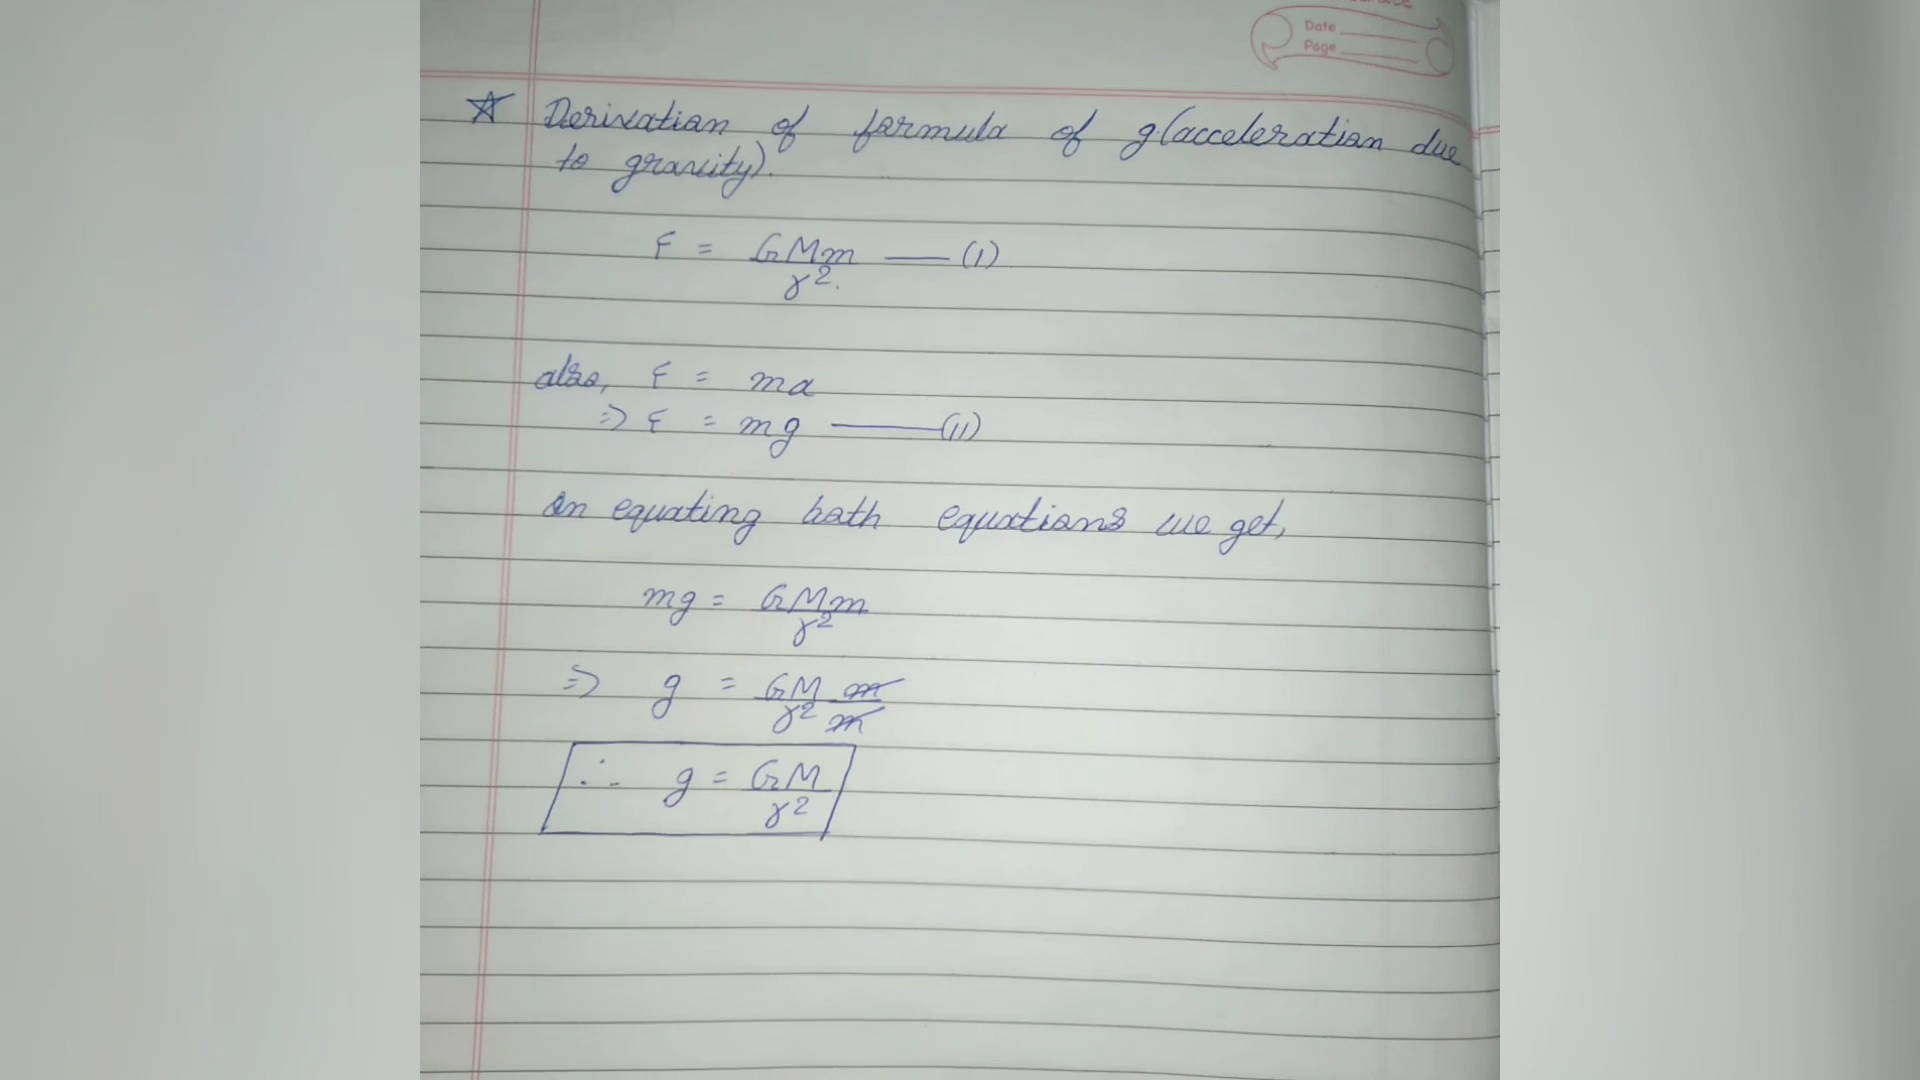 Date
Page
☆ Derivation of formula of g(acceleration due
to gravity).
F = GMm/r². —— (I)
also, F = ma
⇒ F = mg ——— (II)
On equating both equations we get,
mg = GMm/r²
⇒ g = GM m/r² m
∴ g = GM/r²